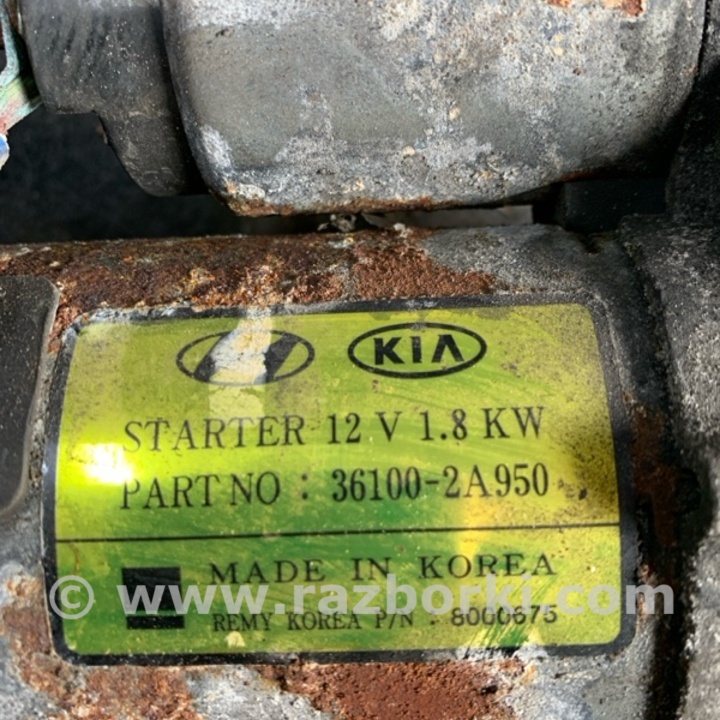 KIA
STARTER 12 V 1.8 KW
PART NO : 36100-2A950
MADE IN KOREA
© www.razborki.com
REMY KOREA P/N : 8000675